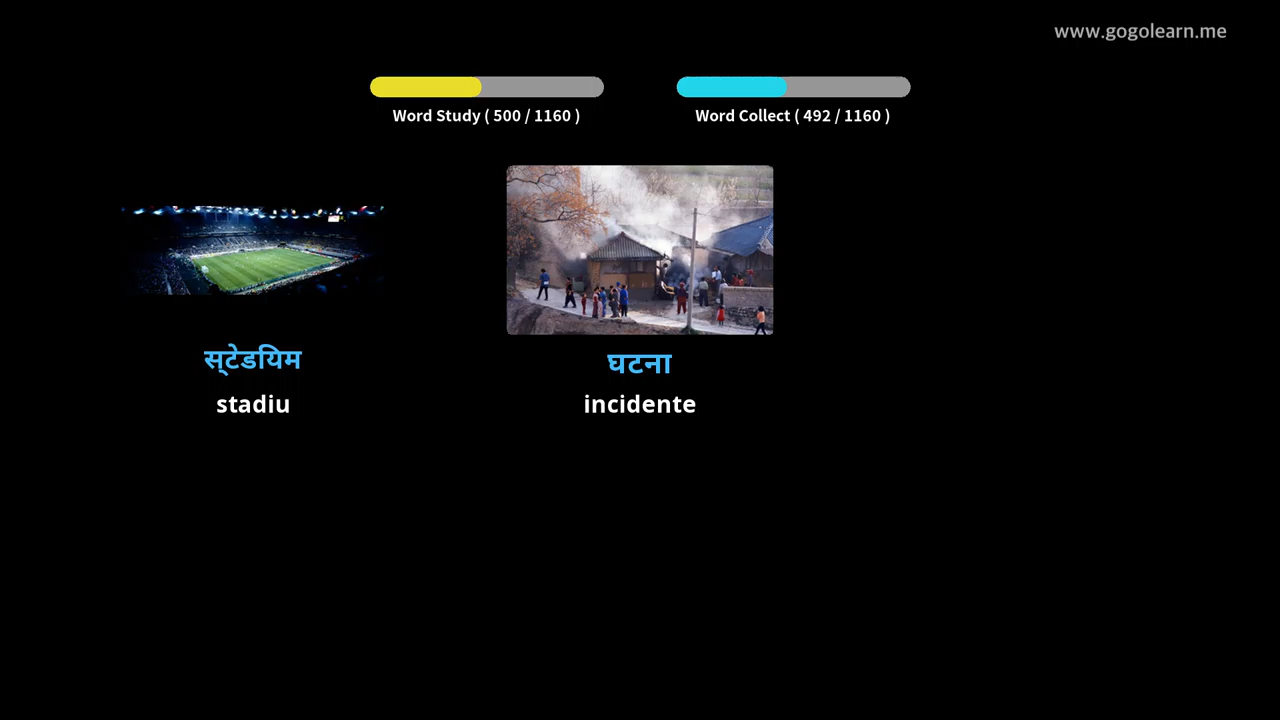 www.gogolearn.me
Word Study ( 500 / 1160 )
Word Collect ( 492 / 1160 )
स्टेडियम
घटना
stadiu
incidente